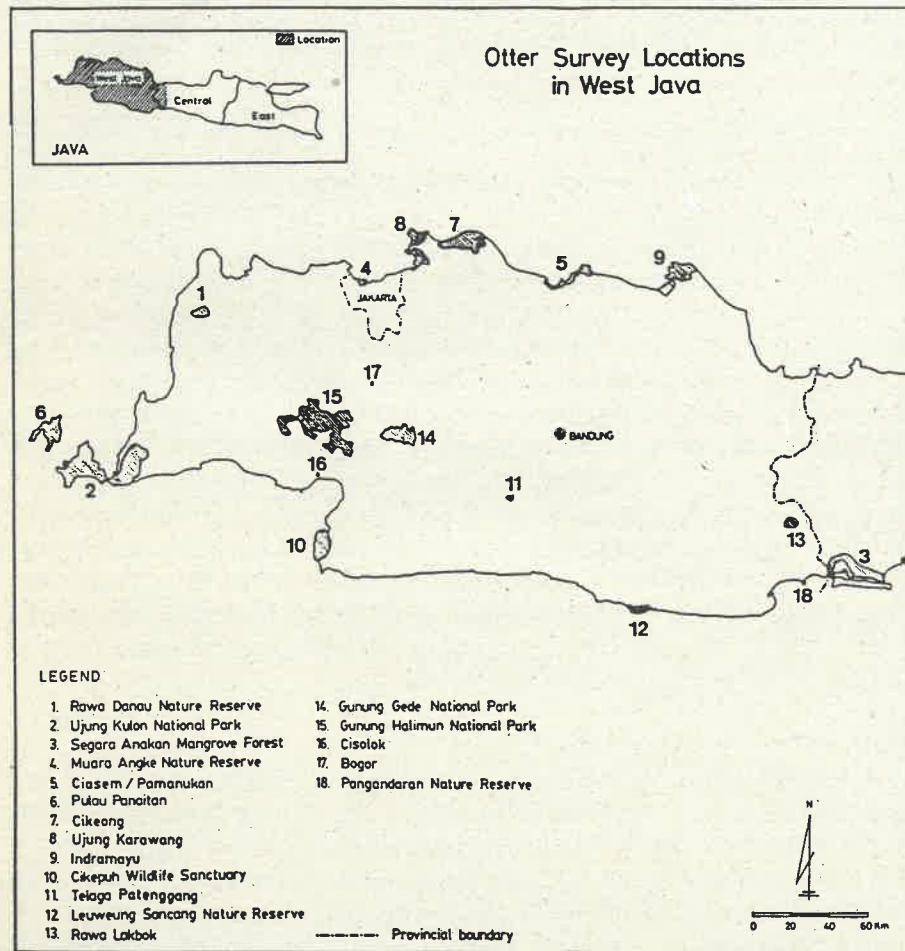 Location
West Java
Central
East
JAVA
Otter Survey Locations
in West Java
8
7
4
5
9
1
JAKARTA
17
6
15
14
BANDUNG
2
16
11
10
13
3
18
12
LEGEND
1. Rawa Danau Nature Reserve
2 Ujung Kulon National Park
3. Segara Anakan Mangrove Forest
4. Muara Angke Nature Reserve
5 Ciasem / Pamanukan
6. Pulau Panaitan
7. Cikeong
8 Ujung Karawang
9. Indramayu
10. Cikepuh Wildlife Sanctuary
11. Telaga Patenggang
12 Leuweung Sancang Nature Reserve
13. Rawa Lakbok
14. Gunung Gede National Park
15. Gunung Halimun National Park
16. Cisolok
17. Bogor
18. Pangandaran Nature Reserve
Provincial boundary
N
0 20 40 60 Km